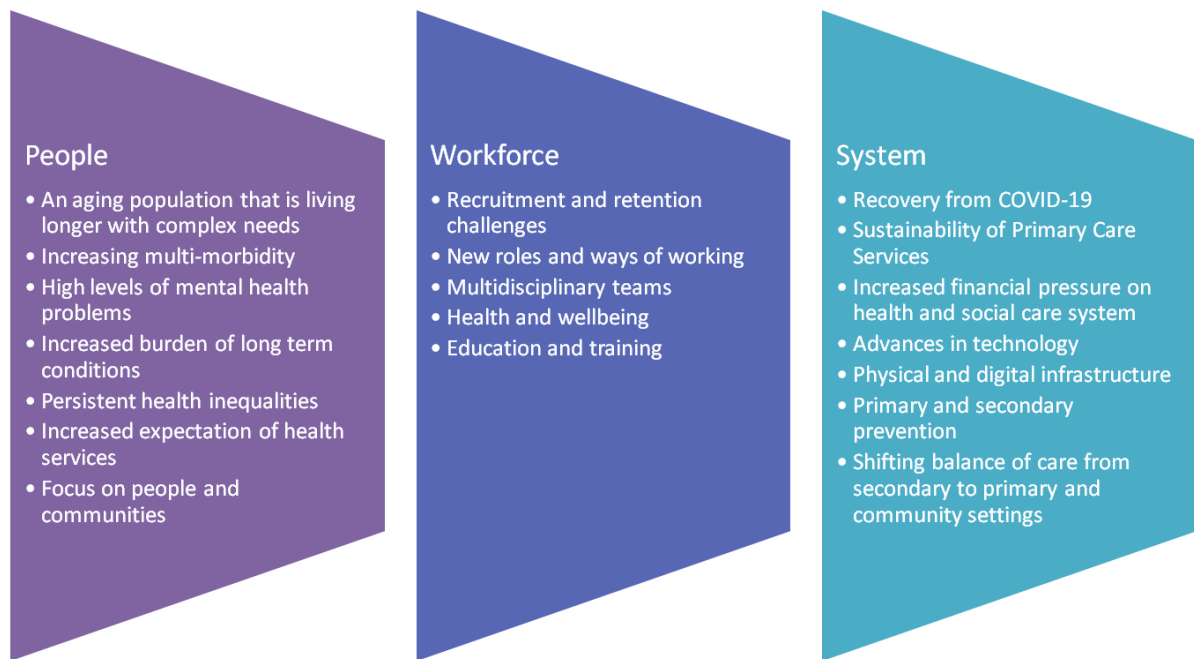 People
• An aging population that is living
longer with complex needs
• Increasing multi-morbidity
• High levels of mental health
problems
• Increased burden of long term
conditions
• Persistent health inequalities
• Increased expectation of health
services
• Focus on people and
communities
Workforce
• Recruitment and retention
challenges
• New roles and ways of working
• Multidisciplinary teams
• Health and wellbeing
• Education and training
System
• Recovery from COVID-19
• Sustainability of Primary Care
Services
• Increased financial pressure on
health and social care system
• Advances in technology
• Physical and digital infrastructure
• Primary and secondary
prevention
• Shifting balance of care from
secondary to primary and
community settings